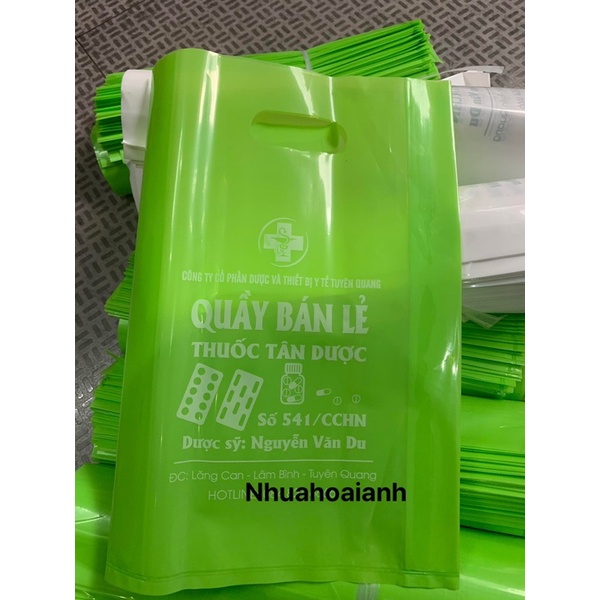 CÔNG TY CỔ PHẦN DƯỢC VÀ THIẾT BỊ Y TẾ TUYÊN QUANG
QUẦY BÁN LẺ
THUỐC TÂN DƯỢC
Số 541/CCHN
Dược sỹ: Nguyễn Văn Du
ĐC: Lăng Can - Lâm Bình - Tuyên Quang
HOTLINE
Nhuahoaianh